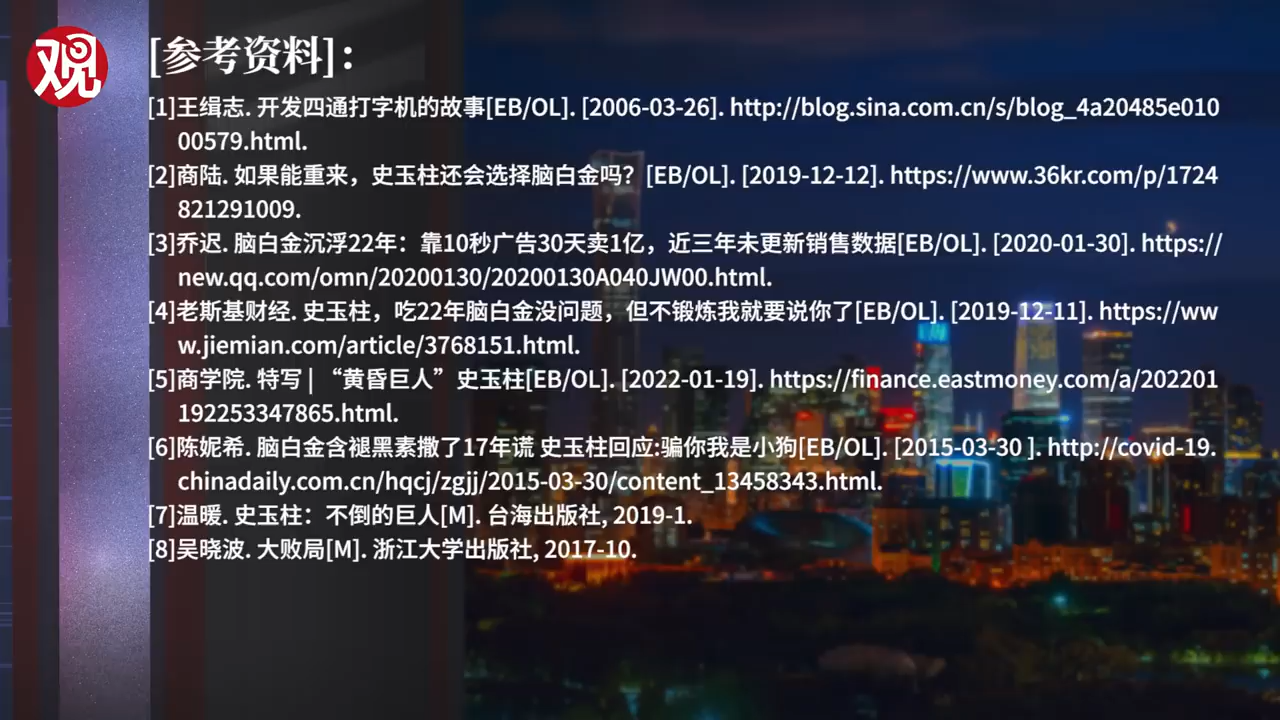 观
[参考资料]：
[1]王缉志. 开发四通打字机的故事[EB/OL]. [2006-03-26]. http://blog.sina.com.cn/s/blog_4a20485e010
00579.html.
[2]商陆. 如果能重来，史玉柱还会选择脑白金吗？[EB/OL]. [2019-12-12]. https://www.36kr.com/p/1724
821291009.
[3]乔迟. 脑白金沉浮22年：靠10秒广告30天卖1亿，近三年未更新销售数据[EB/OL]. [2020-01-30]. https://
new.qq.com/omn/20200130/20200130A040JW00.html.
[4]老斯基财经. 史玉柱，吃22年脑白金没问题，但不锻炼我就要说你了[EB/OL]. [2019-12-11]. https://ww
w.jiemian.com/article/3768151.html.
[5]商学院. 特写 | “黄昏巨人”史玉柱[EB/OL]. [2022-01-19]. https://finance.eastmoney.com/a/202201
192253347865.html.
[6]陈妮希. 脑白金含褪黑素撒了17年谎 史玉柱回应:骗你我是小狗[EB/OL]. [2015-03-30 ]. http://covid-19.
chinadaily.com.cn/hqcj/zgjj/2015-03-30/content_13458343.html.
[7]温暖. 史玉柱：不倒的巨人[M]. 台海出版社, 2019-1.
[8]吴晓波. 大败局[M]. 浙江大学出版社, 2017-10.